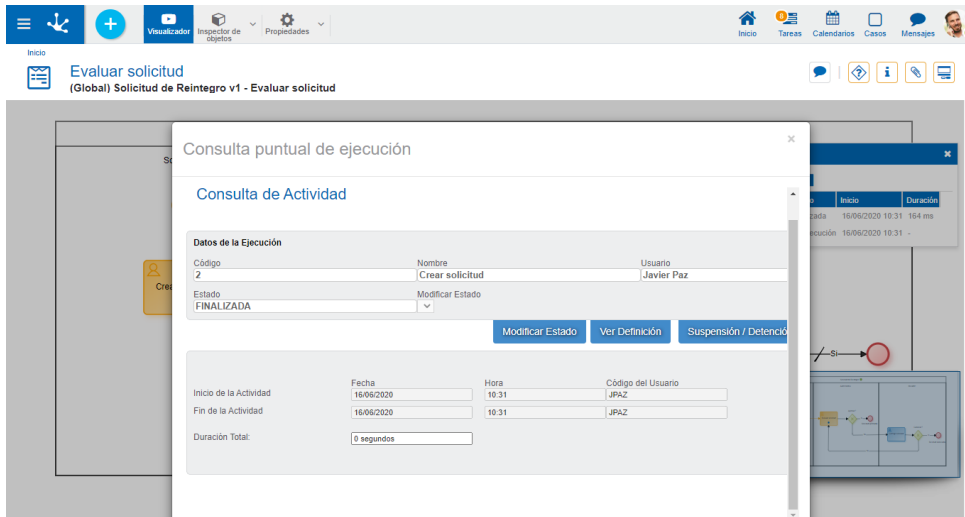 Visualizador
Inspector de objetos
Propiedades
Inicio
8
Tareas
Calendarios
Casos
Mensajes
Inicio
Evaluar solicitud
(Global) Solicitud de Reintegro v1 - Evaluar solicitud
Consulta puntual de ejecución
Consulta de Actividad
Datos de la Ejecución
Código Nombre Usuario
2 Crear solicitud Javier Paz
Estado Modificar Estado
FINALIZADA
Modificar Estado Ver Definición Suspensión / Detenció
Fecha Hora Código del Usuario
Inicio de la Actividad 16/06/2020 10:31 JPAZ
Fin de la Actividad 16/06/2020 10:31 JPAZ
Duración Total: 0 segundos
So
Crea
o Inicio Duración
zada 16/06/2020 10:31 164 ms
ecución 16/06/2020 10:31 -
Si